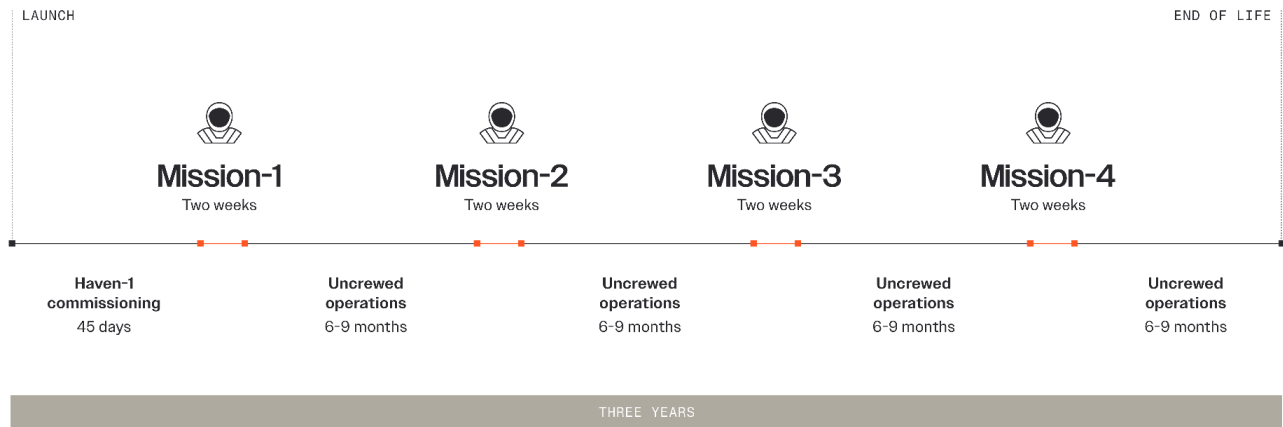 LAUNCH
END OF LIFE
Mission-1
Two weeks
Mission-2
Two weeks
Mission-3
Two weeks
Mission-4
Two weeks
Haven-1
commissioning
45 days
Uncrewed
operations
6-9 months
Uncrewed
operations
6-9 months
Uncrewed
operations
6-9 months
Uncrewed
operations
6-9 months
THREE YEARS